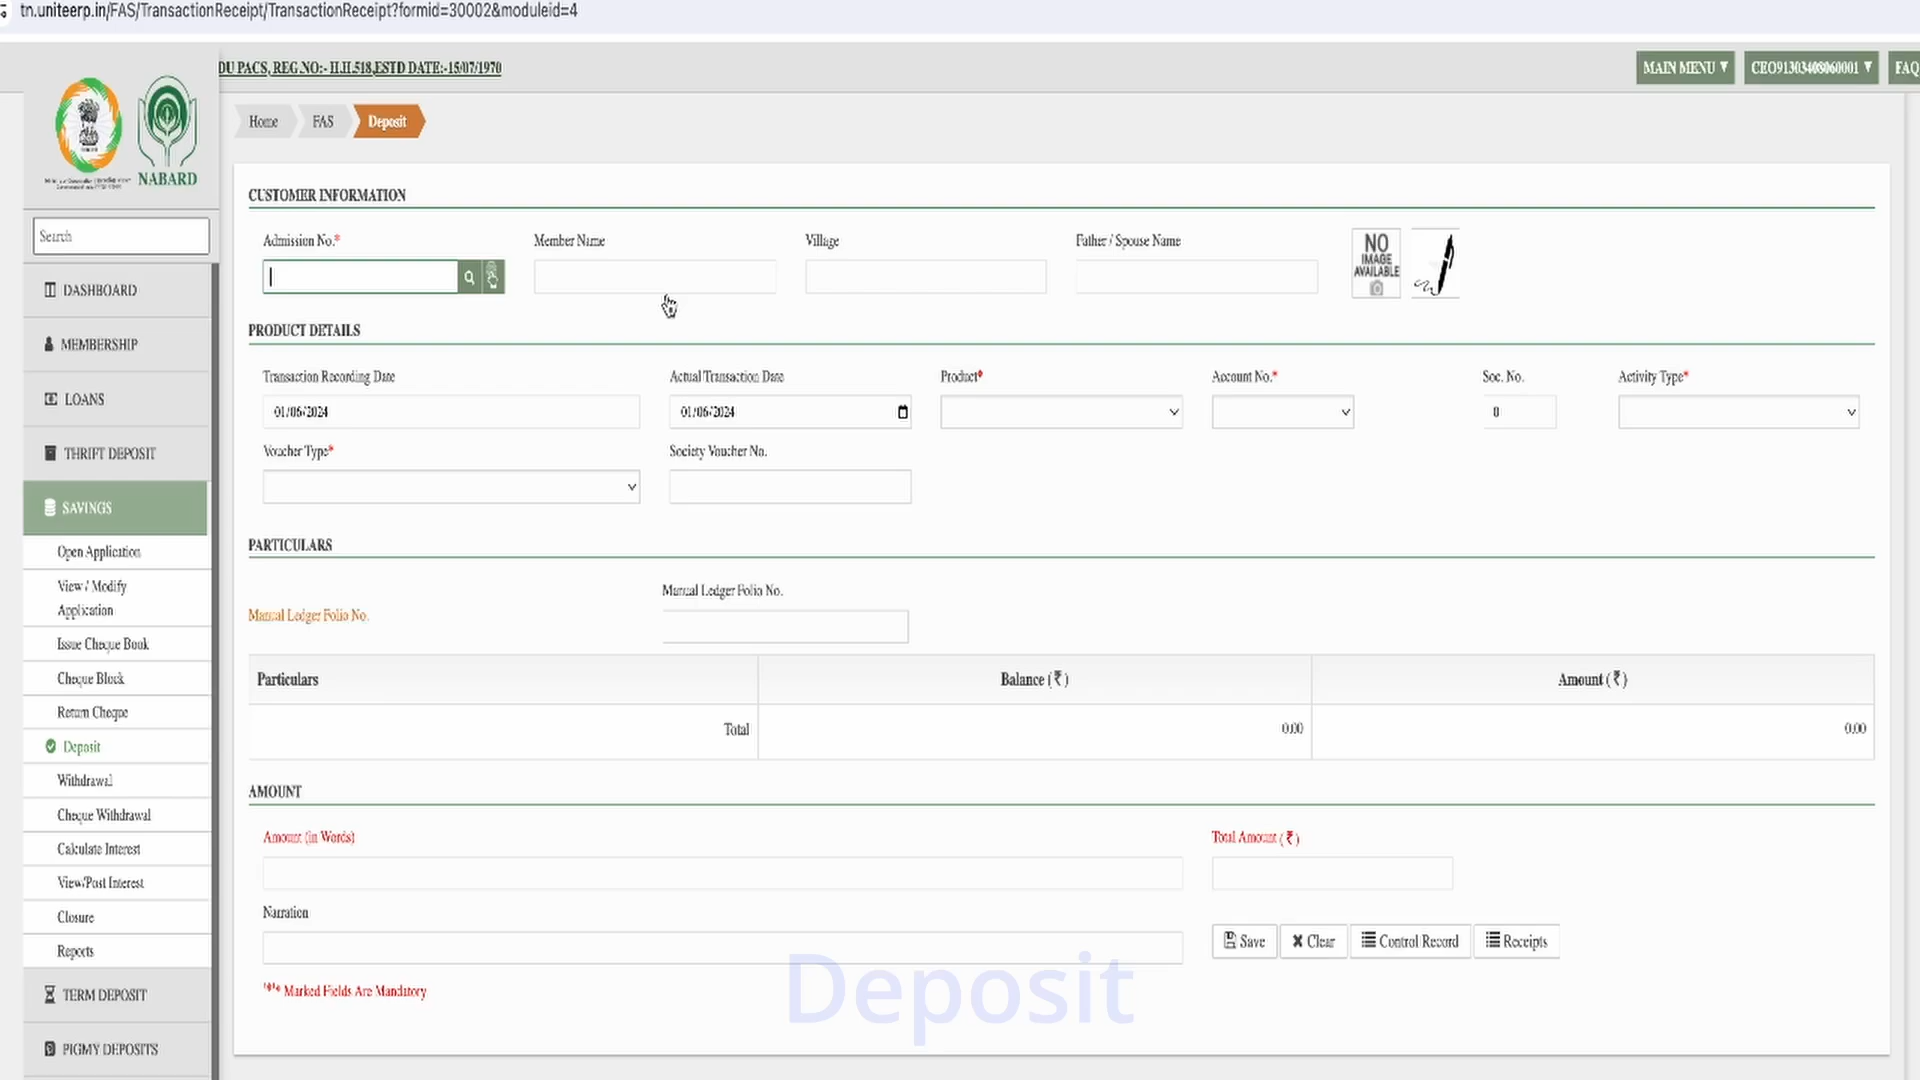 tn.uniteerp.in/FAS/TransactionReceipt/TransactionReceipt?formid=30002&moduleid=4
DU PACS, REG.NO:- H.H.518,ESTD DATE:-15/07/1970
MAIN MENU ▼
CEO91303408060001 ▼
FAQ
NABARD
Home
FAS
Deposit
Search
DASHBOARD
MEMBERSHIP
LOANS
THRIFT DEPOSIT
SAVINGS
Open Application
View / Modify
Application
Issue Cheque Book
Cheque Block
Return Cheque
Deposit
Withdrawal
Cheque Withdrawal
Calculate Interest
View/Post Interest
Closure
Reports
TERM DEPOSIT
PIGMY DEPOSITS
CUSTOMER INFORMATION
Admission No.*
Member Name
Village
Father / Spouse Name
NO
IMAGE
AVAILABLE
PRODUCT DETAILS
Transaction Recording Date
Actual Transaction Date
Product*
Account No.*
Soc. No.
Activity Type*
01/06/2024
01/06/2024
0
Voucher Type*
Society Voucher No.
PARTICULARS
Manual Ledger Folio No.
Manual Ledger Folio No.
Particulars
Balance ( ₹ )
Amount ( ₹ )
Total
0.00
0.00
AMOUNT
Amount (in Words)
Total Amount ( ₹ )
Narration
Save
Clear
Control Record
Receipts
'*'* Marked Fields Are Mandatory
Deposit